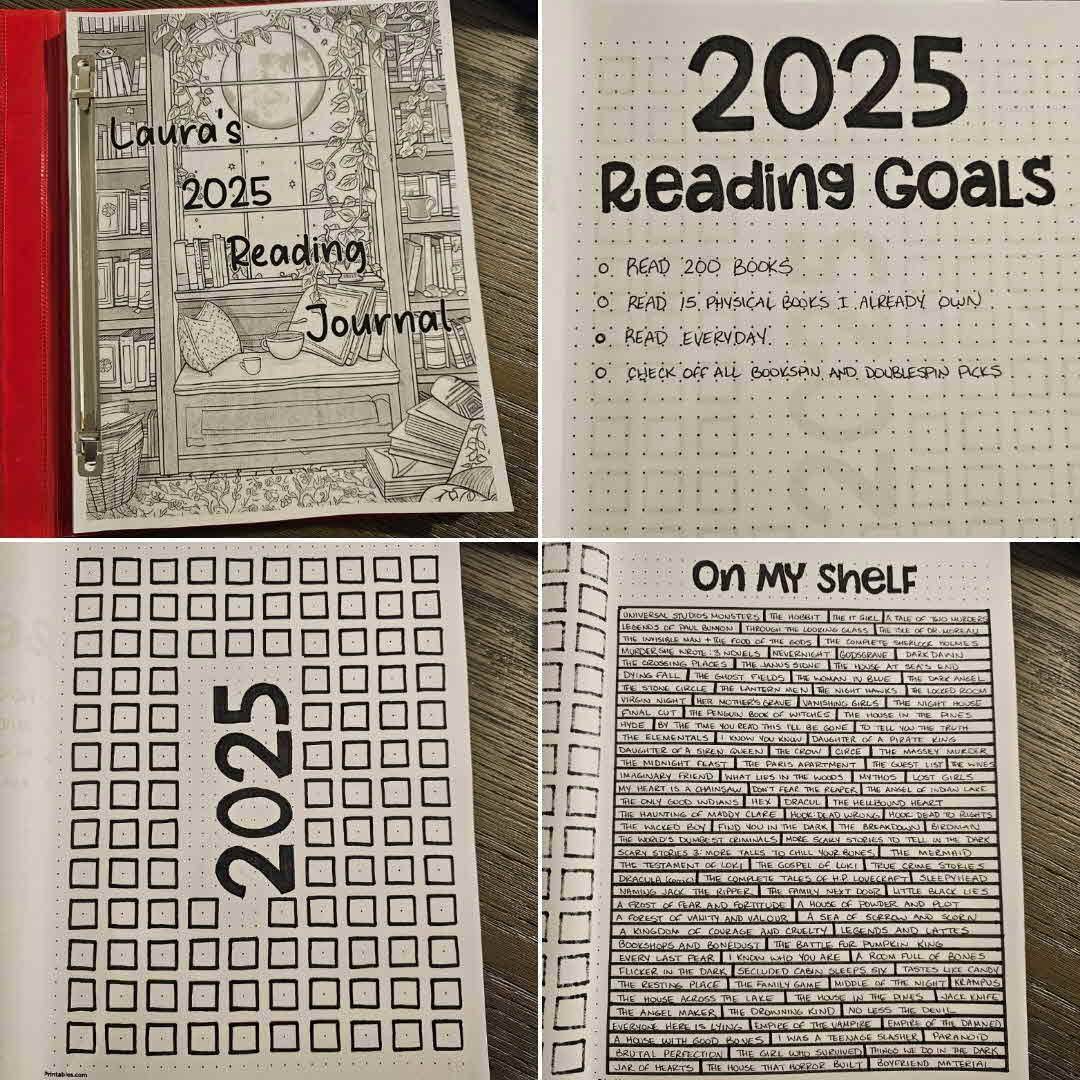 Laura's
2025
Reading
Journal
2025
Reading Goals
READ 200 BOOKS
READ 15 PHYSICAL BOOKS I ALREADY OWN
READ EVERYDAY
CHECK OFF ALL BOOKSPIN AND DOUBLESPIN PICKS
2025
Printables.com
On My Shelf
UNIVERSAL STUDIOS MONSTERS THE HOBBIT THE IT GIRL A TALE OF TWO MURDERS
LEGENDS OF PAUL BUNYON THROUGH THE LOOKING GLASS THE ISLE OF DR. MOREAU
THE INVISIBLE MAN + THE FOOD OF THE GODS THE COMPLETE SHERLOCK HOLMES
MURDER SHE WROTE: 3 NOVELS NEVERNIGHT GODSGRAVE DARKDAWN
THE CROSSING PLACES THE JANUS STONE THE HOUSE AT SEA'S END
DYING FALL THE GHOST FIELDS THE WOMAN IN BLUE THE DARK ANGEL
THE STONE CIRCLE THE LANTERN MEN THE NIGHT HAWKS THE LOCKED ROOM
VIRGIN NIGHT HER MOTHER'S GRAVE VANISHING GIRLS THE NIGHT HOUSE
FINAL CUT THE PENGUIN BOOK OF WITCHES THE HOUSE IN THE PINES
HYDE BY THE TIME YOU READ THIS I'LL BE GONE TO TELL YOU THE TRUTH
THE ELEMENTALS I KNOW YOU KNOW DAUGHTER OF A PIRATE KING
DAUGHTER OF A SIREN QUEEN THE CROW CIRCE THE MASSEY MURDER
THE MIDNIGHT FEAST THE PARIS APARTMENT THE GUEST LIST THE WIVES
IMAGINARY FRIEND WHAT LIES IN THE WOODS MYTHOS LOST GIRLS
MY HEART IS A CHAINSAW DON'T FEAR THE REAPER THE ANGEL OF INDIAN LAKE
THE ONLY GOOD INDIANS HEX DRACUL THE HELLBOUND HEART
THE HAUNTING OF MADDY CLARE HOOK: DEAD WRONG HOOK DEAD TO RIGHTS
THE WICKED BOY FIND YOU IN THE DARK THE BREAKDOWN BIRDMAN
THE WORLD'S DUMBEST CRIMINALS MORE SCARY STORIES TO TELL IN THE DARK
SCARY STORIES 3: MORE TALES TO CHILL YOUR BONES THE MERMAID
THE TESTAMENT OF LOKI THE GOSPEL OF LOKI TRUE CRIME STORIES
DRACULA (comic) THE COMPLETE TALES OF H.P. LOVECRAFT SLEEPYHEAD
NAMING JACK THE RIPPER THE FAMILY NEXT DOOR LITTLE BLACK LIES
A FROST OF FEAR AND FORTITUDE A HOUSE OF POWDER AND PLOT
A FOREST OF VANITY AND VALOUR A SEA OF SORROW AND SCORN
A KINGDOM OF COURAGE AND CRUELTY LEGENDS AND LATTES
BOOKSHOPS AND BONEDUST THE BATTLE FOR PUMPKIN KING
EVERY LAST FEAR I KNOW WHO YOU ARE A ROOM FULL OF BONES
FLICKER IN THE DARK SECLUDED CABIN SLEEPS SIX TASTES LIKE CANDY
THE RESTING PLACE THE FAMILY GAME MIDDLE OF THE NIGHT KRAMPUS
THE HOUSE ACROSS THE LAKE THE HOUSE IN THE PINES JACK KNIFE
THE ANGEL MAKER THE DROWNING KIND NO LESS THE DEVIL
EVERYONE HERE IS LYING EMPIRE OF THE VAMPIRE EMPIRE OF THE DAMNED
A HOUSE WITH GOOD BONES I WAS A TEENAGE SLASHER PARANOID
BRUTAL PERFECTION THE GIRL WHO SURVIVED THINGS WE DO IN THE DARK
JAR OF HEARTS THE HOUSE THAT HORROR BUILT BOYFRIEND MATERIAL